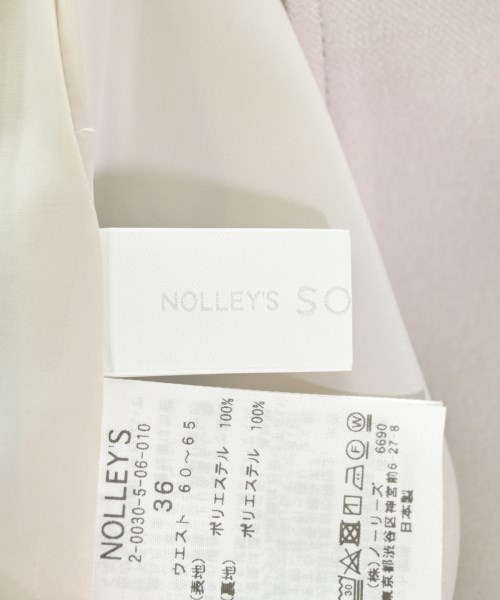 NOLLEY'S SO
NOLLEY'S
2-0030-5-06-010
36
ウエスト 60～65
(表地) ポリエステル 100%
(裏地) ポリエステル 100%
(株)ノーリーズ 6690
東京都渋谷区神宮前6 27-8
日本製